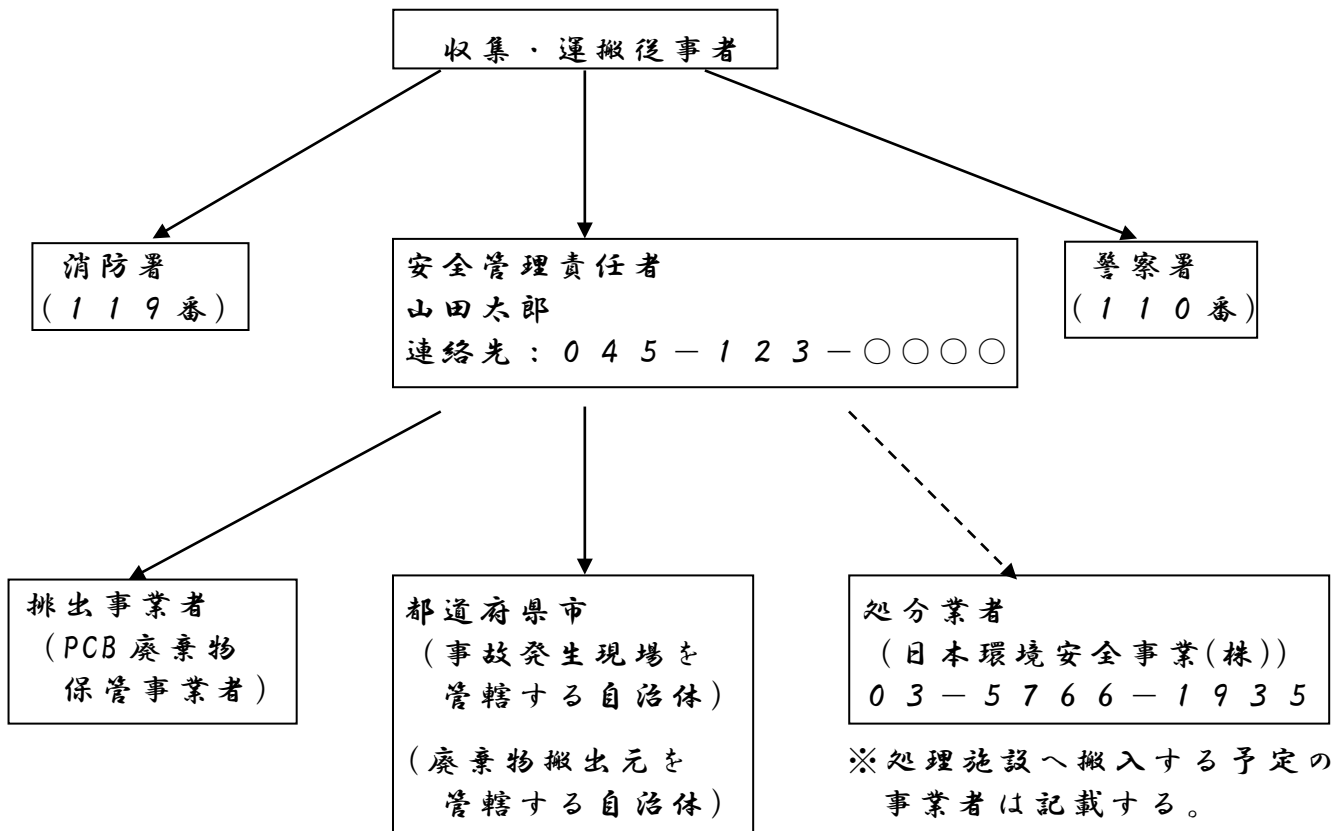 収集・運搬従事者
消防署
(119番)
安全管理責任者
山田太郎
連絡先:045-123-○○○○
警察署
(110番)
排出事業者
(PCB廃棄物
保管事業者)
都道府県市
(事故発生現場を
管轄する自治体)
(廃棄物搬出元を
管轄する自治体)
処分業者
(日本環境安全事業(株))
03-5766-1935
※処理施設へ搬入する予定の
事業者は記載する。